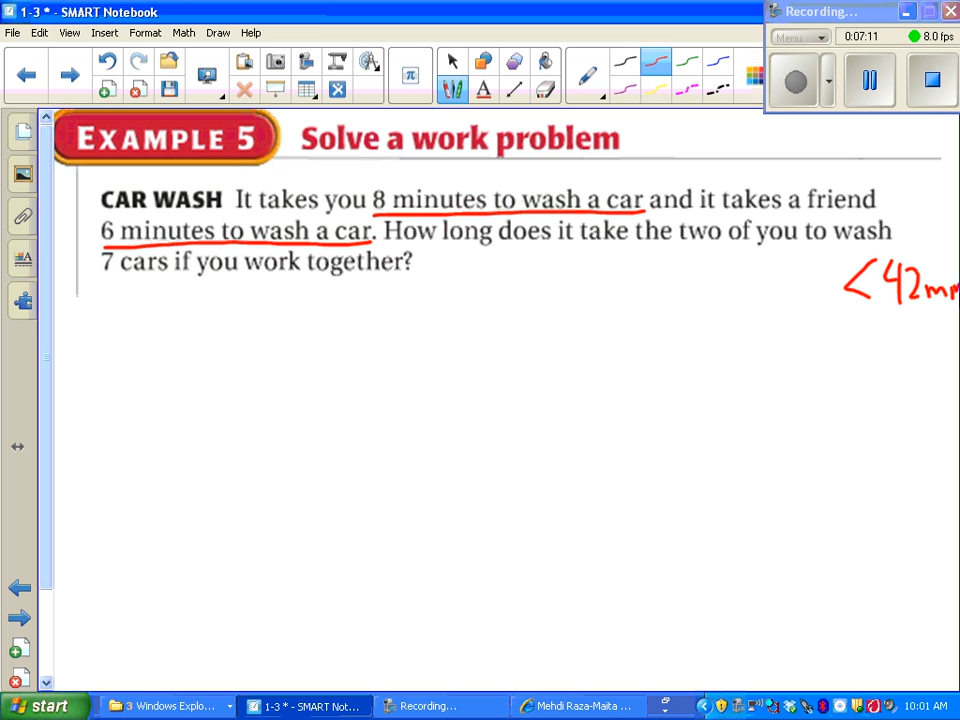 1-3 * - SMART Notebook
Recording...
File Edit View Insert Format Math Draw Help
Menu
0:07:11
8.0 fps
π
A
EXAMPLE 5 Solve a work problem
CAR WASH It takes you 8 minutes to wash a car and it takes a friend
6 minutes to wash a car. How long does it take the two of you to wash
7 cars if you work together?
< 42
start
3 Windows Explo...
1-3 * - SMART Not...
Recording...
Mehdi Raza-Maita ...
10:01 AM